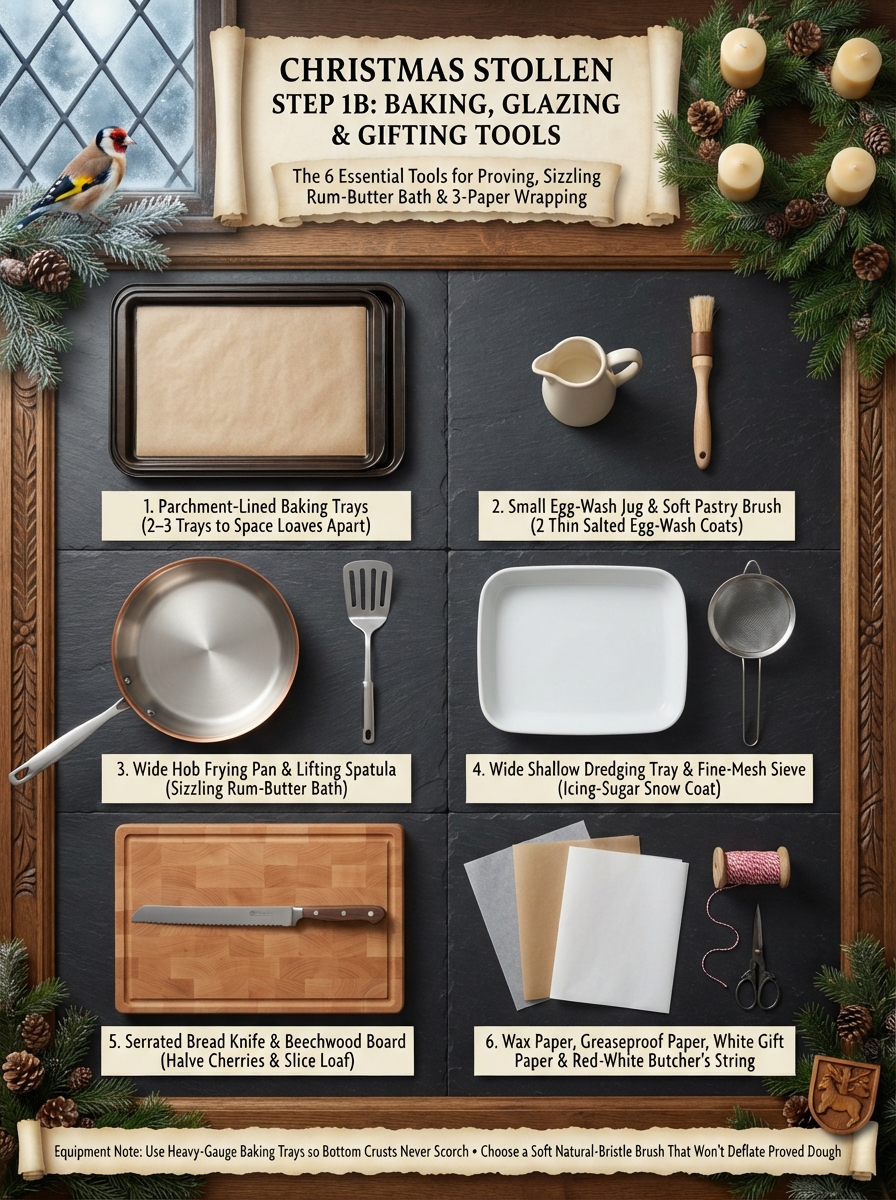 CHRISTMAS STOLLEN
STEP 1B: BAKING, GLAZING
& GIFTING TOOLS
The 6 Essential Tools for Proving, Sizzling
Rum-Butter Bath & 3-Paper Wrapping
1. Parchment-Lined Baking Trays
(2–3 Trays to Space Loaves Apart)
2. Small Egg-Wash Jug & Soft Pastry Brush
(2 Thin Salted Egg-Wash Coats)
3. Wide Hob Frying Pan & Lifting Spatula
(Sizzling Rum-Butter Bath)
4. Wide Shallow Dredging Tray & Fine-Mesh Sieve
(Icing-Sugar Snow Coat)
5. Serrated Bread Knife & Beechwood Board
(Halve Cherries & Slice Loaf)
6. Wax Paper, Greaseproof Paper, White Gift
Paper & Red-White Butcher's String
Equipment Note: Use Heavy-Gauge Baking Trays so Bottom Crusts Never Scorch • Choose a Soft Natural-Bristle Brush That Won't Deflate Proved Dough